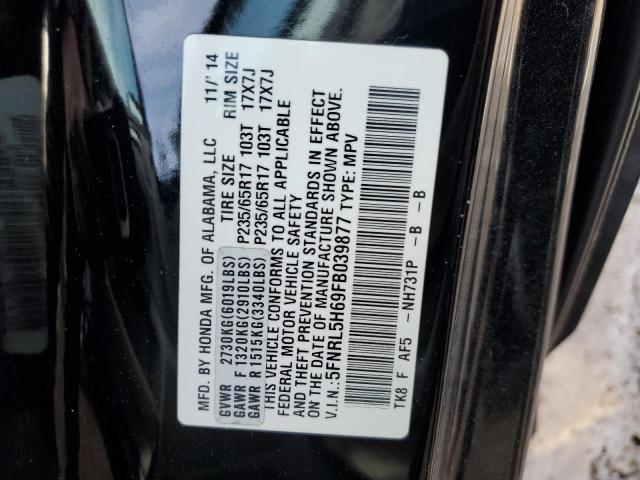 MFD. BY HONDA MFG. OF ALABAMA, LLC 11/'14
TIRE SIZE RIM SIZE
GVWR 2730KG(6019LBS)
GAWR F 1320KG(2910LBS) P235/65R17 103T 17X7J
GAWR R 1515KG(3340LBS) P235/65R17 103T 17X7J
THIS VEHICLE CONFORMS TO ALL APPLICABLE
FEDERAL MOTOR VEHICLE SAFETY
AND THEFT PREVENTION STANDARDS IN EFFECT
ON THE DATE OF MANUFACTURE SHOWN ABOVE.
V.I.N.:5FNRL5H69FB039877 TYPE: MPV
TK8 F AF5 -NH731P -B -B